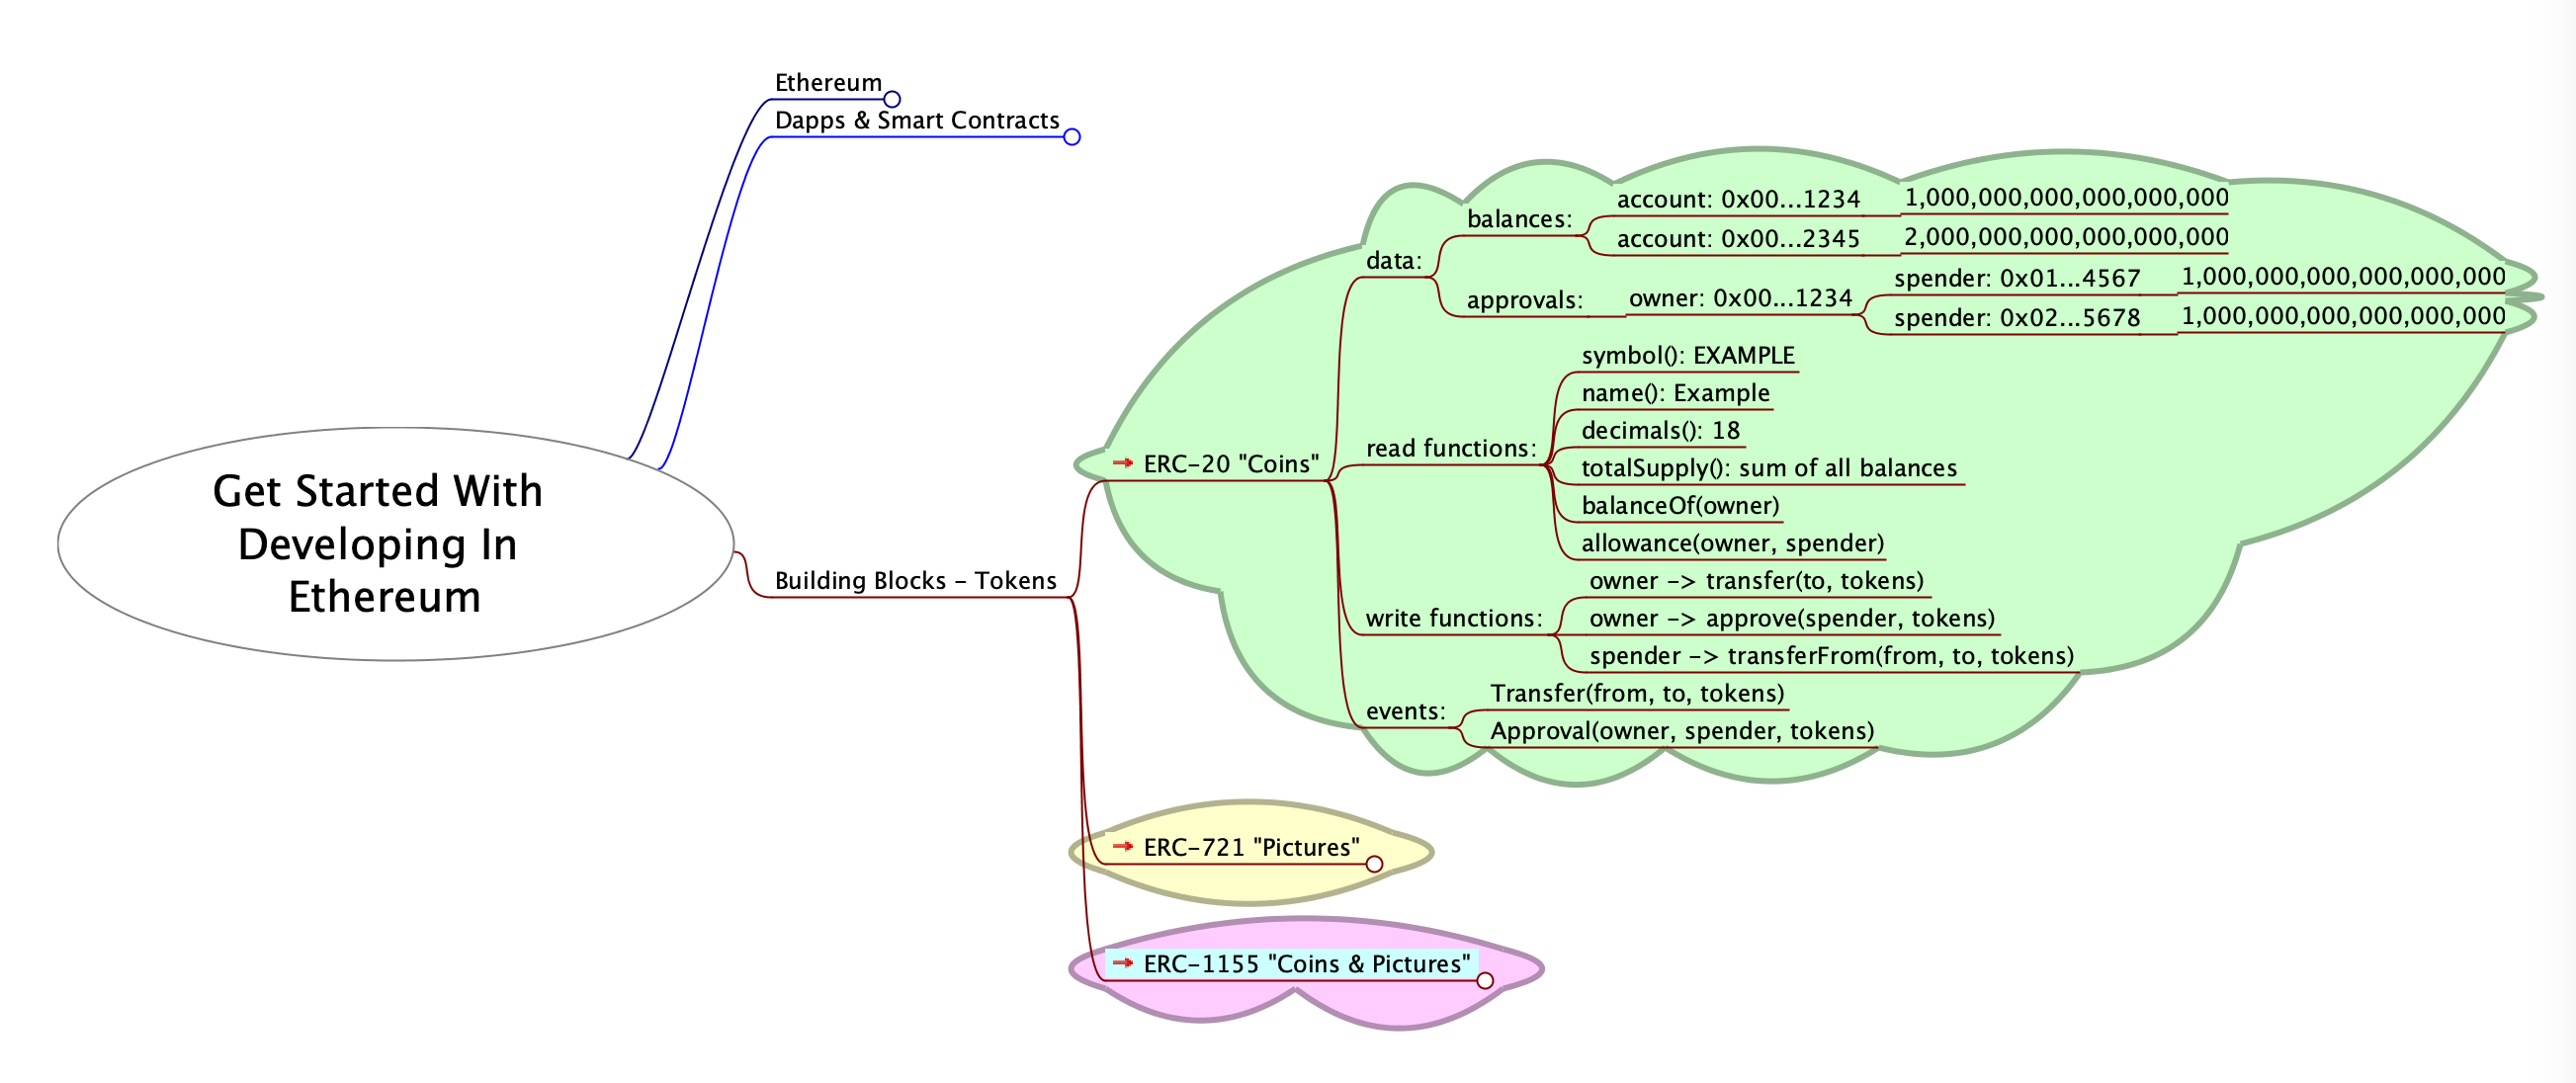 Get Started With
Developing In
Ethereum
Ethereum
Dapps & Smart Contracts
Building Blocks - Tokens
ERC-20 "Coins"
data:
balances:
account: 0x00...1234 1,000,000,000,000,000,000
account: 0x00...2345 2,000,000,000,000,000,000
approvals:
owner: 0x00...1234
spender: 0x01...4567 1,000,000,000,000,000,000
spender: 0x02...5678 1,000,000,000,000,000,000
read functions:
symbol(): EXAMPLE
name(): Example
decimals(): 18
totalSupply(): sum of all balances
balanceOf(owner)
allowance(owner, spender)
write functions:
owner -> transfer(to, tokens)
owner -> approve(spender, tokens)
spender -> transferFrom(from, to, tokens)
events:
Transfer(from, to, tokens)
Approval(owner, spender, tokens)
ERC-721 "Pictures"
ERC-1155 "Coins & Pictures"